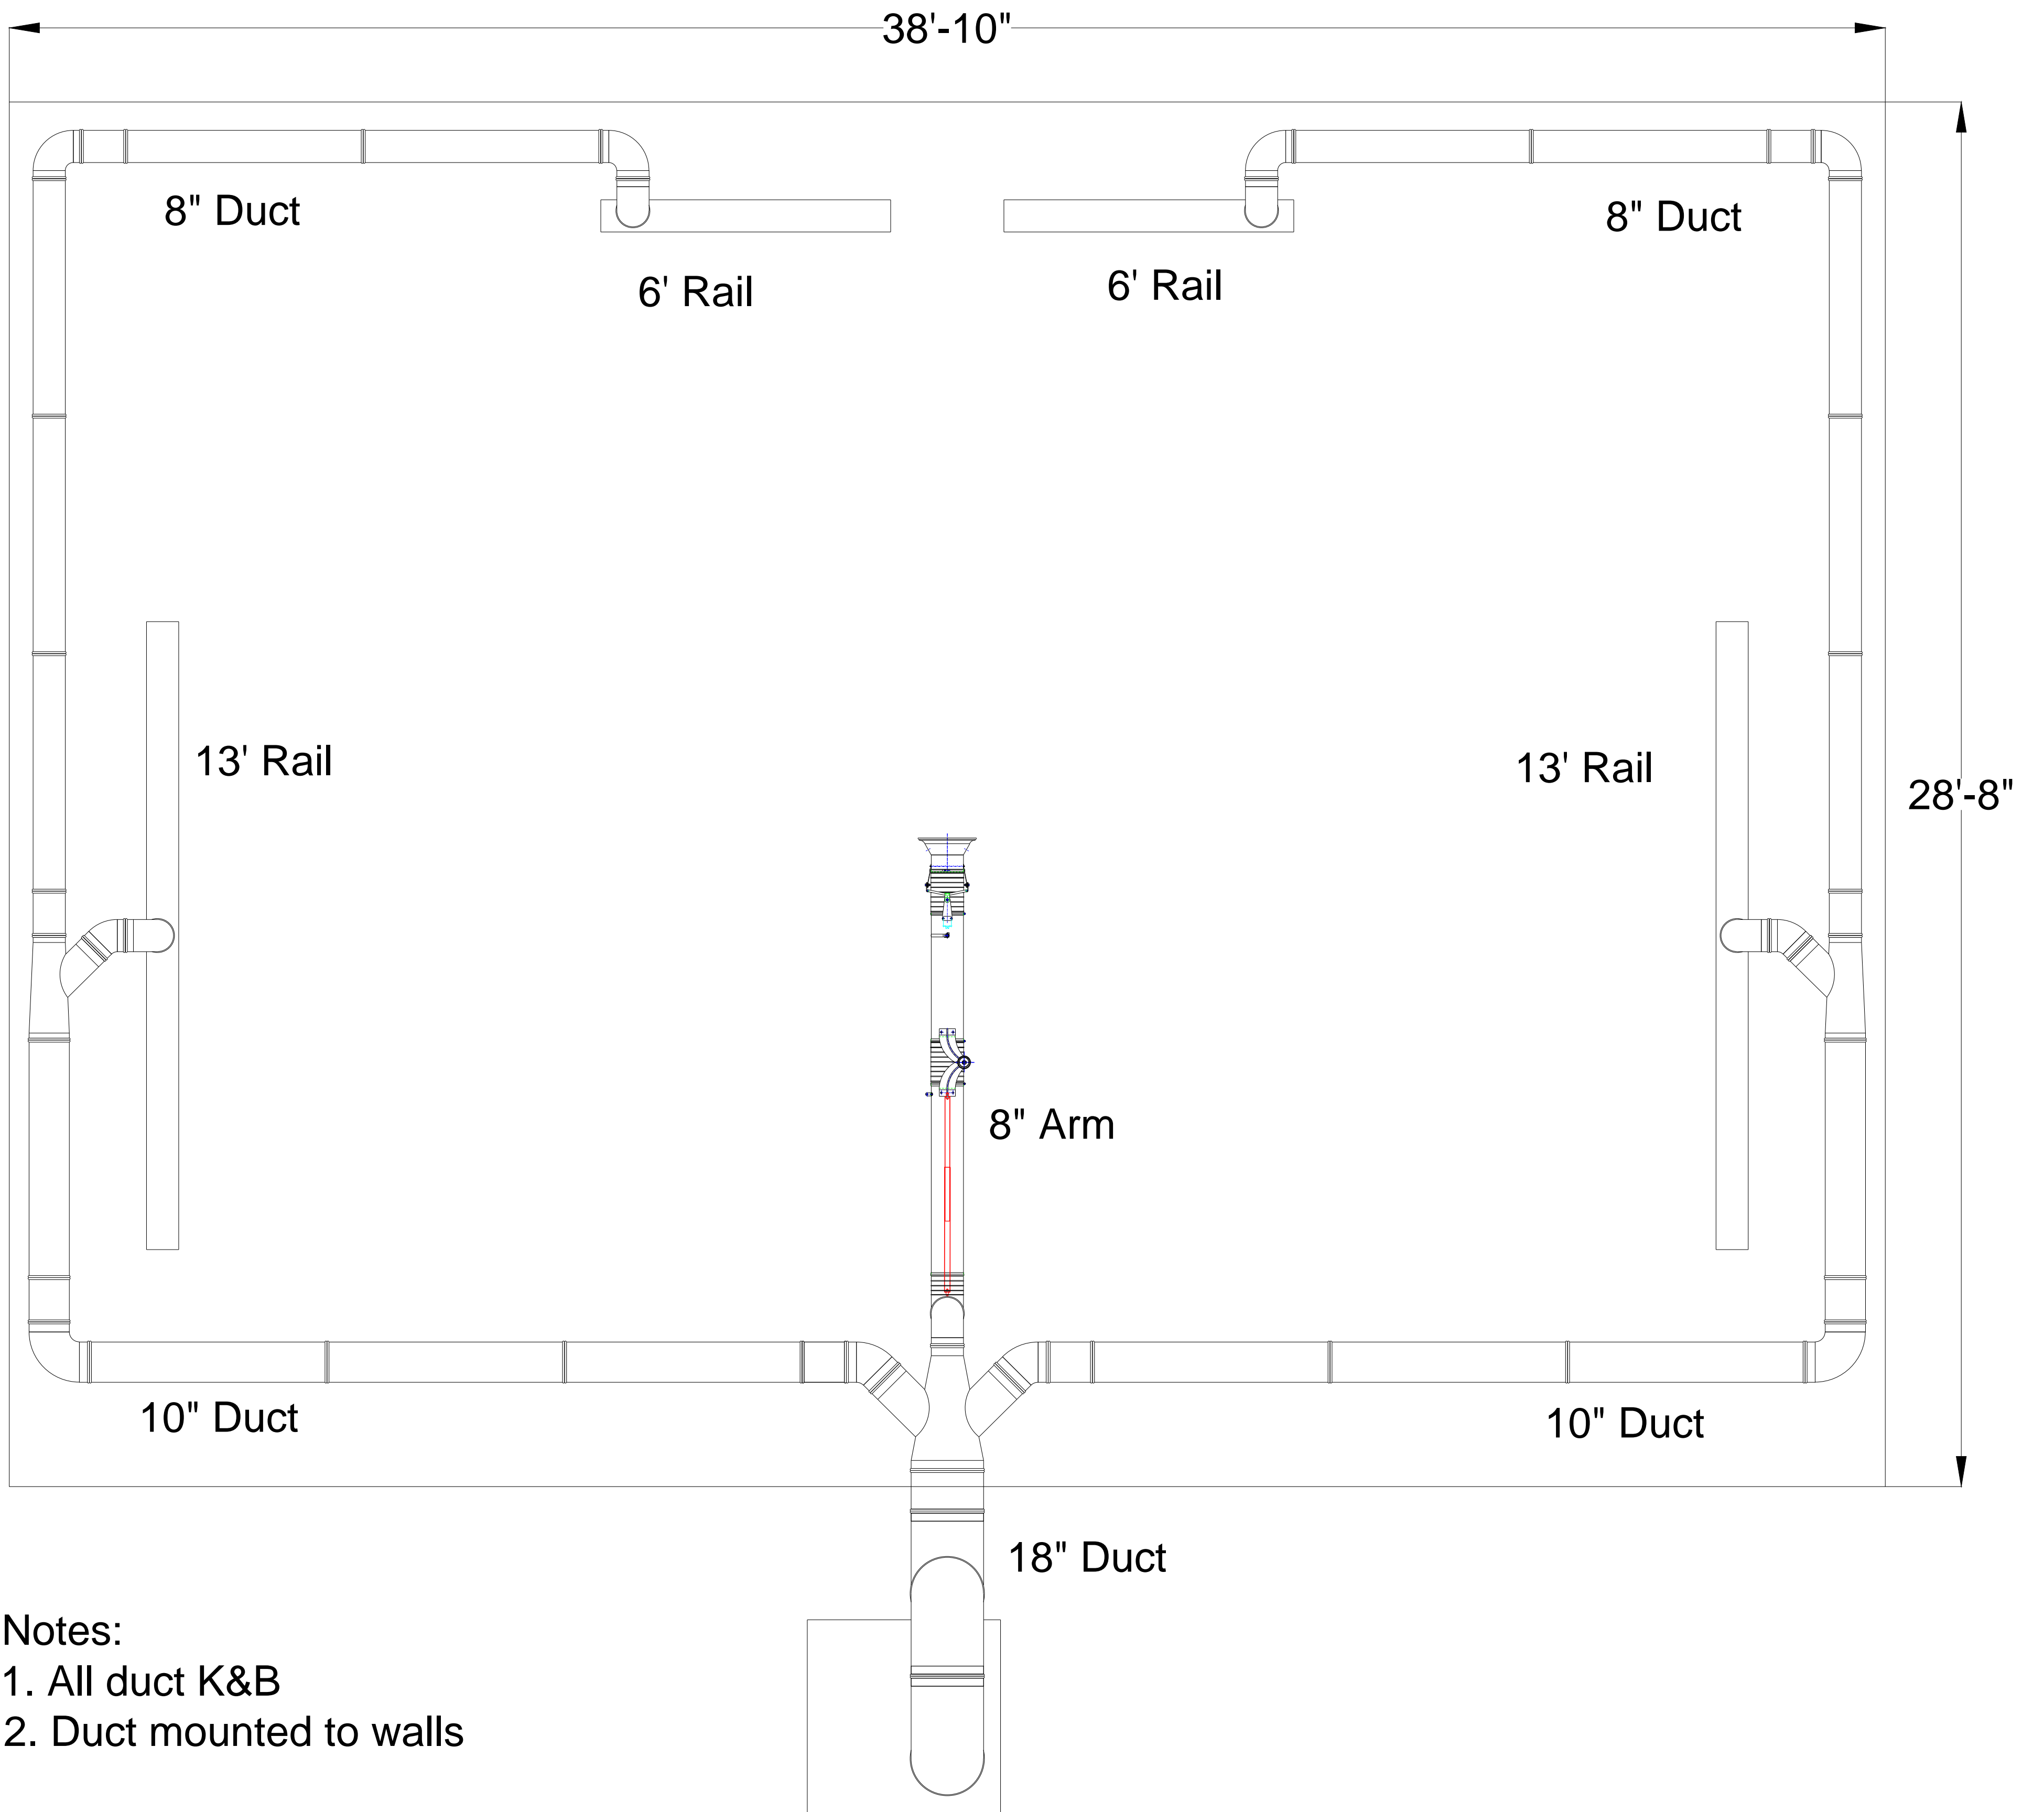 38'-10"
8" Duct
8" Duct
6' Rail
6' Rail
13' Rail
13' Rail
28'-8"
8" Arm
10" Duct
10" Duct
18" Duct
Notes:
1. All duct K&B
2. Duct mounted to walls